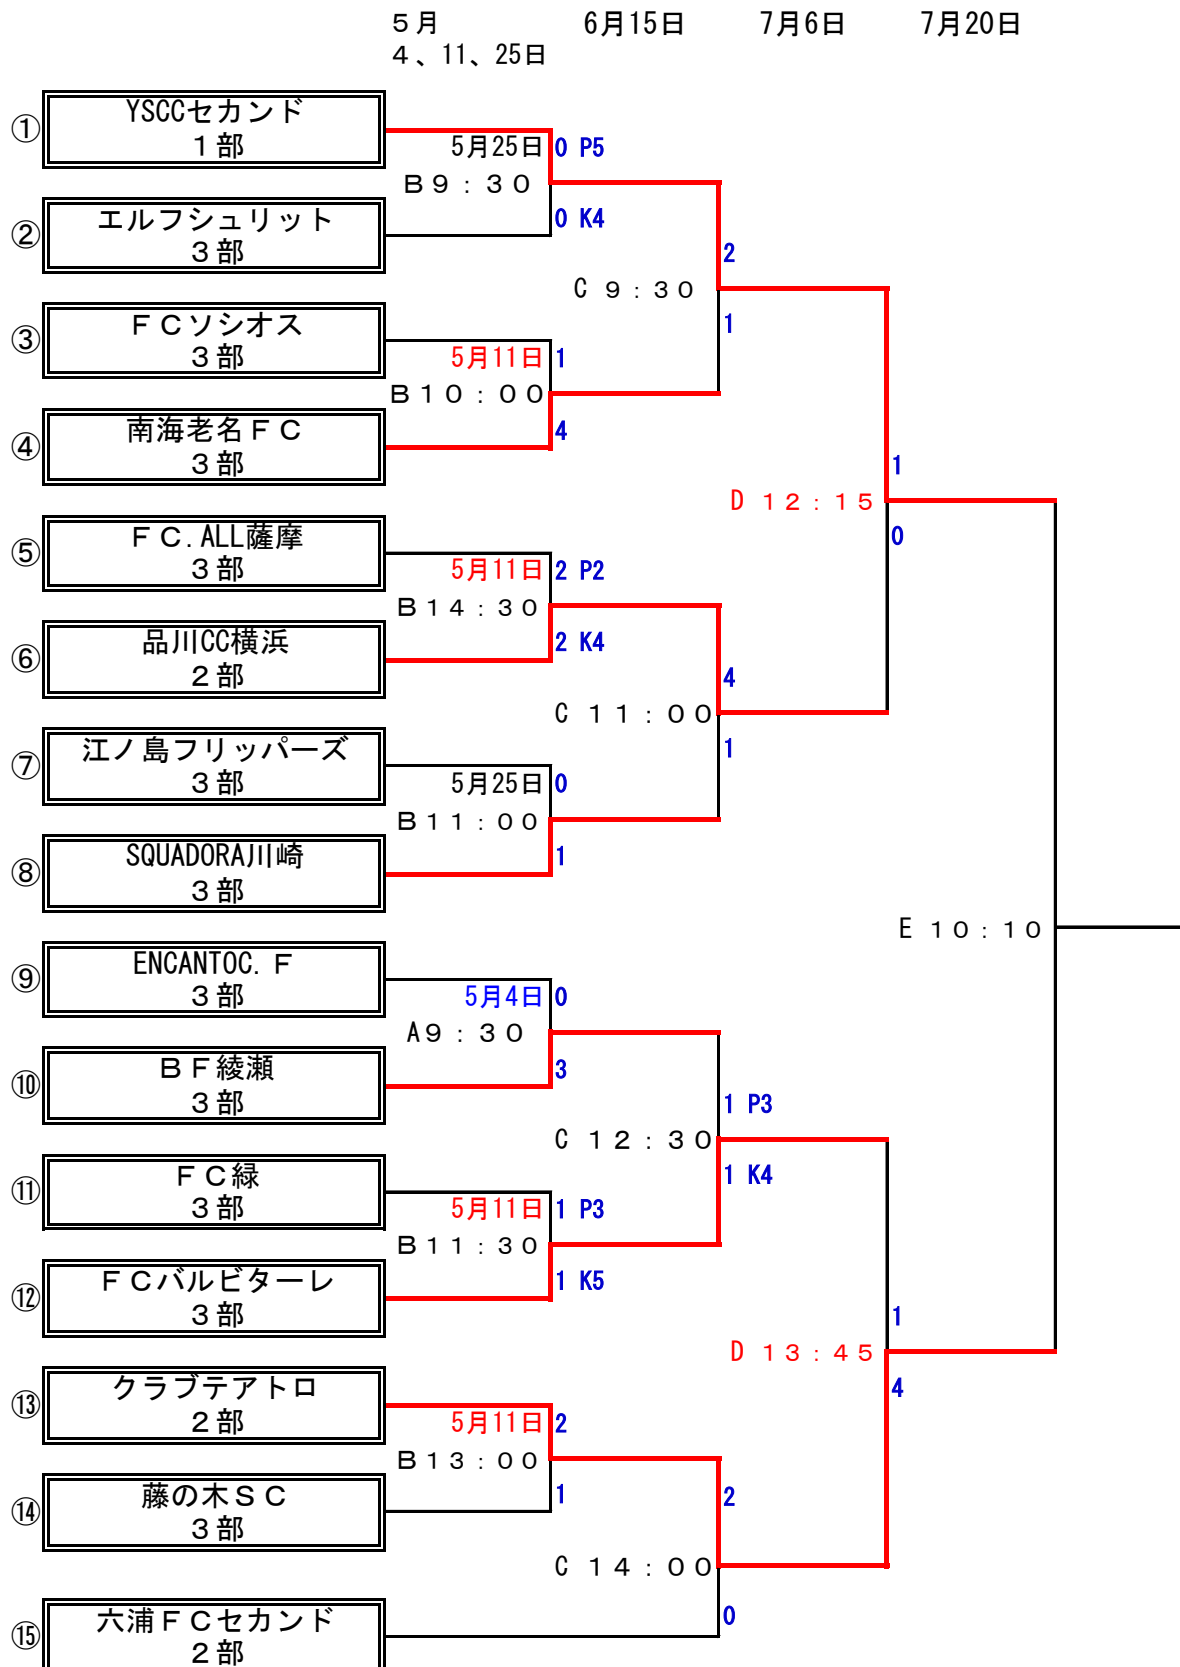 ５月 6月15日 7月6日 7月20日
４、11、25日
① YSCCセカンド
１部
5月25日 0 P5
Ｂ９：３０
0 K4
② エルフシュリット
３部
2
C ９：３０
1
③ ＦＣソシオス
３部
5月11日 1
Ｂ１０：００
4
④ 南海老名ＦＣ
３部
1
D １２：１５
0
⑤ ＦＣ.ALL薩摩
３部
5月11日 2 P2
Ｂ１４：３０
2 K4
⑥ 品川CC横浜
２部
4
C １１：００
1
⑦ 江ノ島フリッパーズ
３部
5月25日 0
Ｂ１１：００
1
⑧ SQUADORA川崎
３部
E １０：１０
⑨ ENCANTOC.Ｆ
３部
5月4日 0
A９：３０
3
⑩ ＢＦ綾瀬
３部
1 P3
C １２：３０
1 K4
⑪ ＦＣ緑
３部
5月11日 1 P3
Ｂ１１：３０
1 K5
⑫ ＦＣバルビターレ
３部
1
D １３：４５
4
⑬ クラブテアトロ
２部
5月11日 2
Ｂ１３：００
1
⑭ 藤の木ＳＣ
３部
2
C １４：００
0
⑮ 六浦ＦＣセカンド
２部